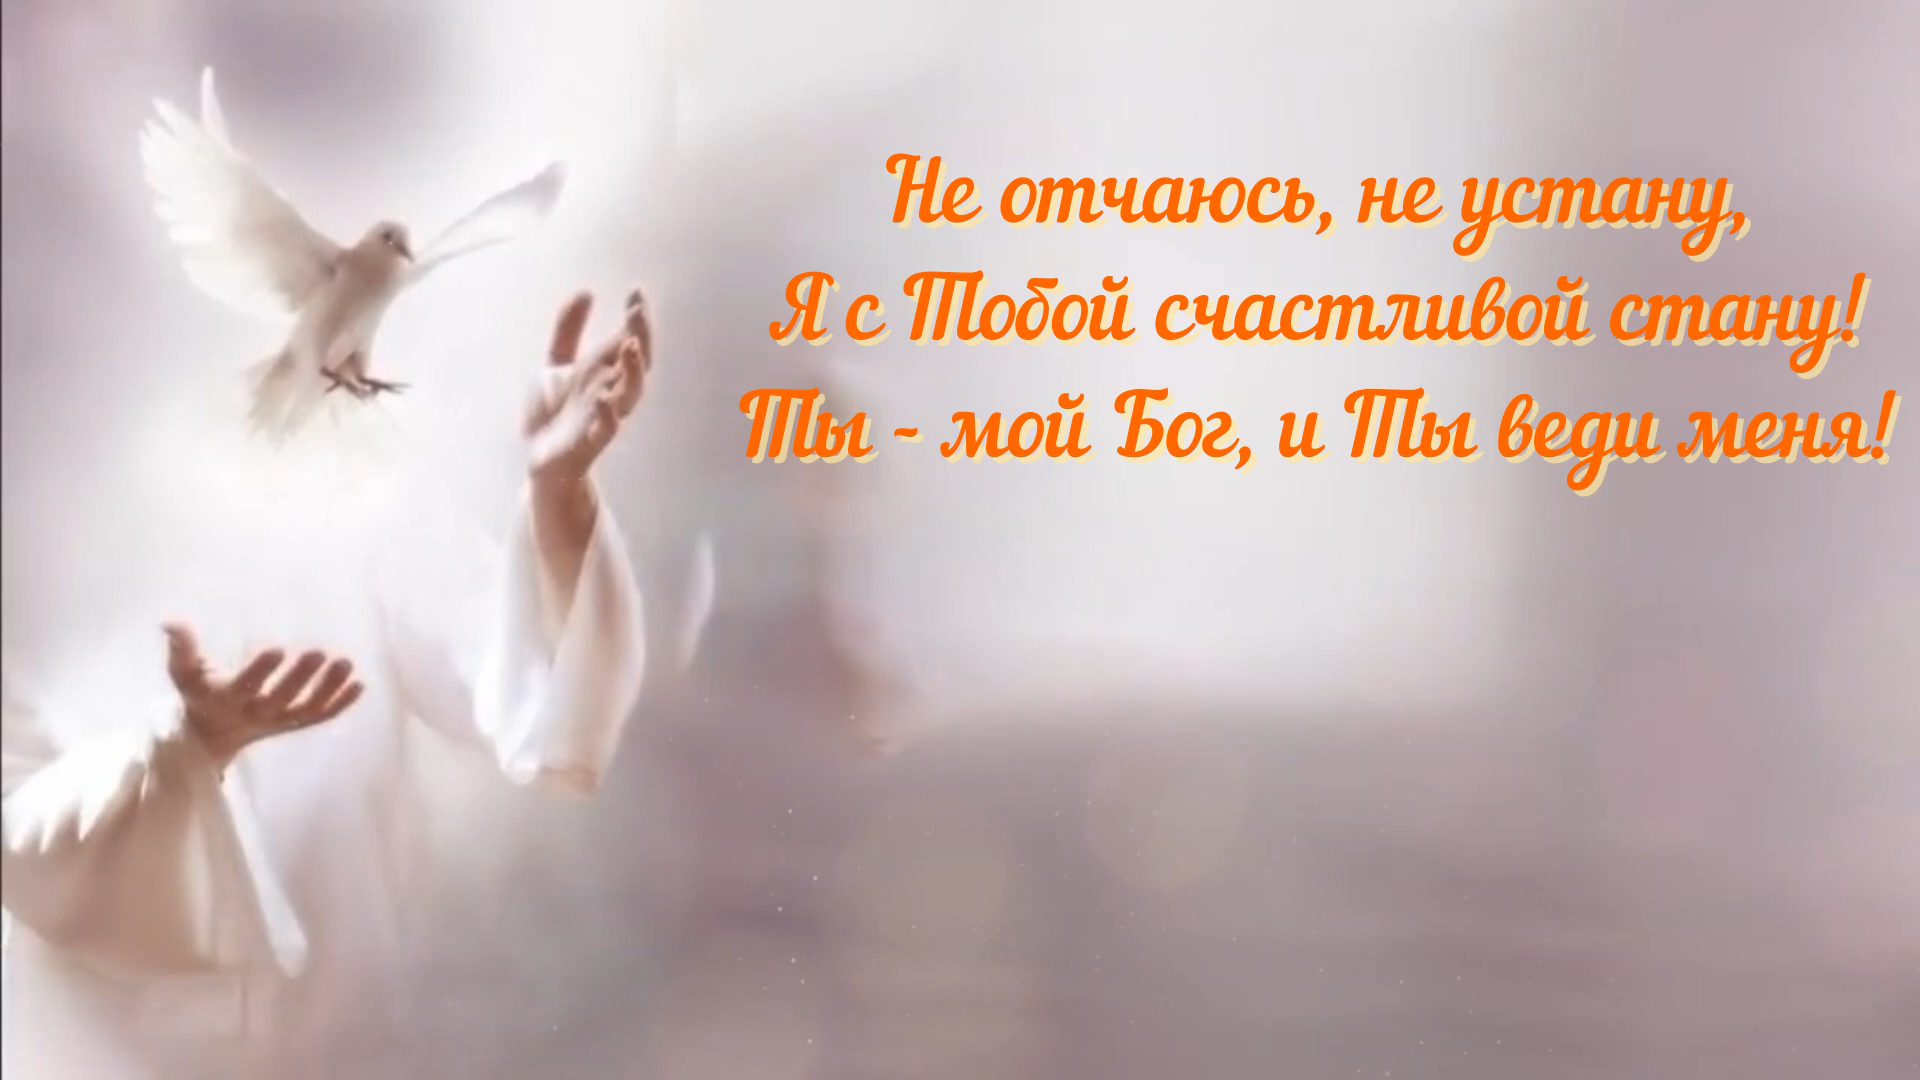 Не отчаюсь, не устану,
Я с Тобой счастливой стану!
Ты - мой Бог, и Ты веди меня!